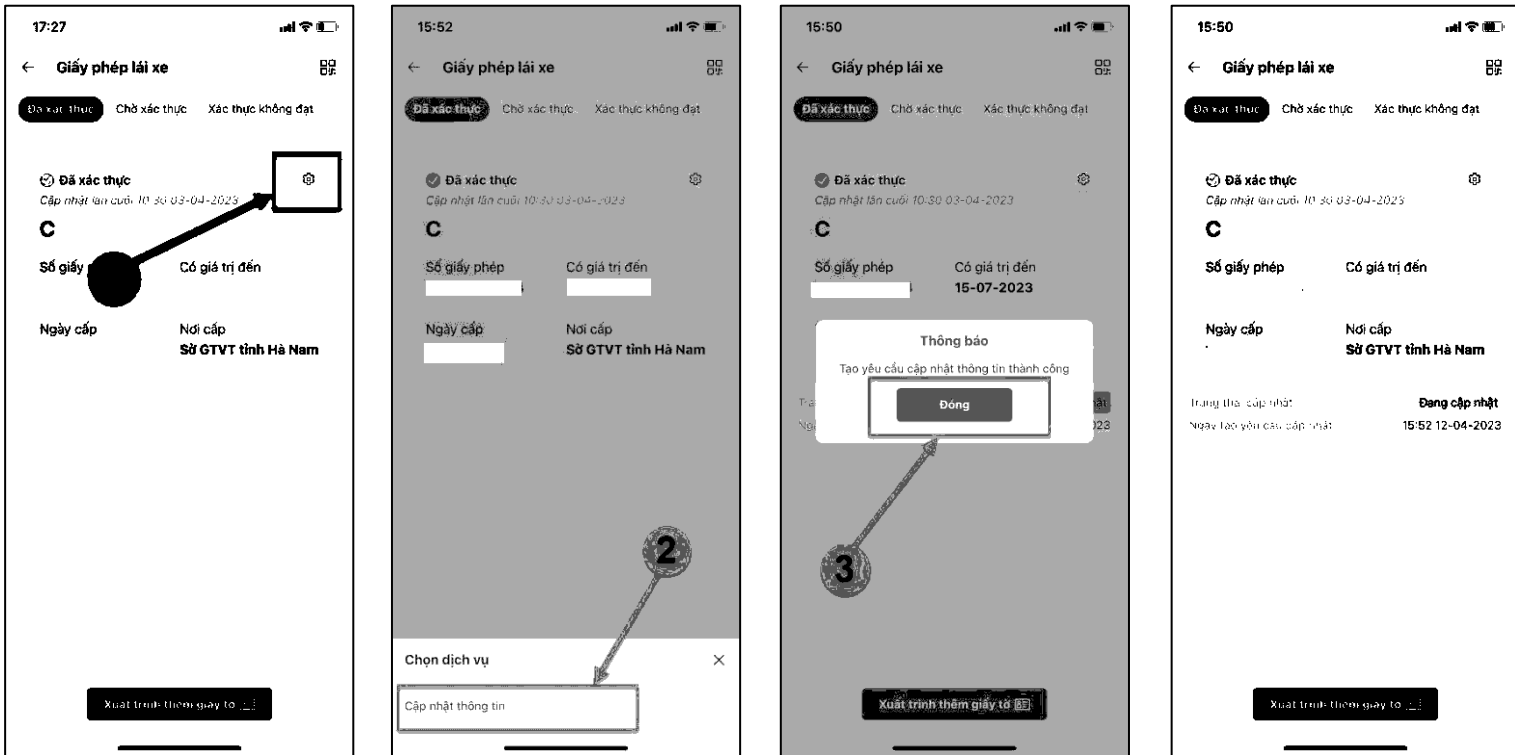 17:27
Giấy phép lái xe
Đã xác thực Chờ xác thực Xác thực không đạt
Đã xác thực
Cập nhật lần cuối 10:30 03-04-2023
C
Số giấy Có giá trị đến
Ngày cấp Nơi cấp
Sở GTVT tỉnh Hà Nam
Xuất trình thêm giấy tờ
15:52
Giấy phép lái xe
Đã xác thực Chờ xác thực Xác thực không đạt
Đã xác thực
Cập nhật lần cuối 10:30 03-04-2023
C
Số giấy phép Có giá trị đến
Ngày cấp Nơi cấp
Sở GTVT tỉnh Hà Nam
2
Chọn dịch vụ
Cập nhật thông tin
15:50
Giấy phép lái xe
Đã xác thực Chờ xác thực Xác thực không đạt
Đã xác thực
Cập nhật lần cuối 10:30 03-04-2023
C
Số giấy phép Có giá trị đến
15-07-2023
Thông báo
Tạo yêu cầu cập nhật thông tin thành công
Đóng
3
Xuất trình thêm giấy tờ
15:50
Giấy phép lái xe
Đã xác thực Chờ xác thực Xác thực không đạt
Đã xác thực
Cập nhật lần cuối 10:30 03-04-2023
C
Số giấy phép Có giá trị đến
Ngày cấp Nơi cấp
Sở GTVT tỉnh Hà Nam
Trạng thái cập nhật Đang cập nhật
Ngày tạo yêu cầu cập nhật 15:52 12-04-2023
Xuất trình thêm giấy tờ